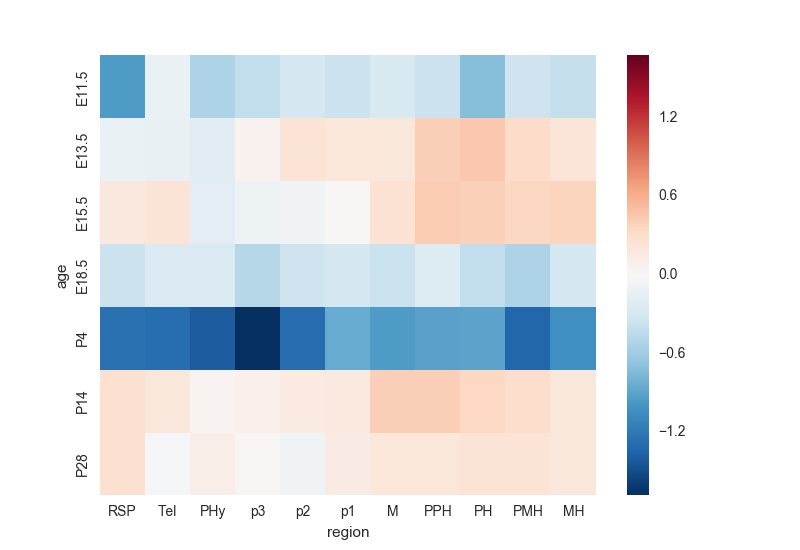 E11.5
E13.5
E15.5
E18.5
P4
P14
P28
age
RSP Tel PHy p3 p2 p1 M PPH PH PMH MH
region
1.2
0.6
0.0
−0.6
−1.2